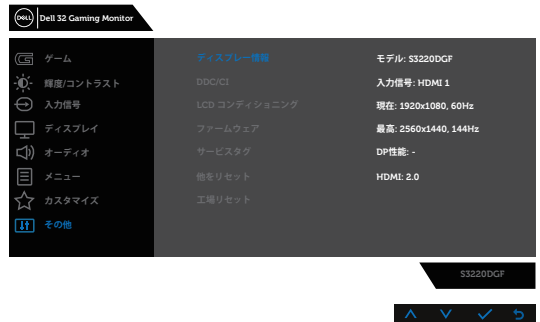 DELL Dell 32 Gaming Monitor
ゲーム ディスプレー情報 モデル: S3220DGF
輝度/コントラスト DDC/CI 入力信号: HDMI 1
入力信号 LCD コンディショニング 現在: 1920x1080, 60Hz
ディスプレイ ファームウェア 最高: 2560x1440, 144Hz
オーディオ サービスタグ DP性能: -
メニュー 他をリセット HDMI: 2.0
カスタマイズ 工場リセット
その他
S3220DGF